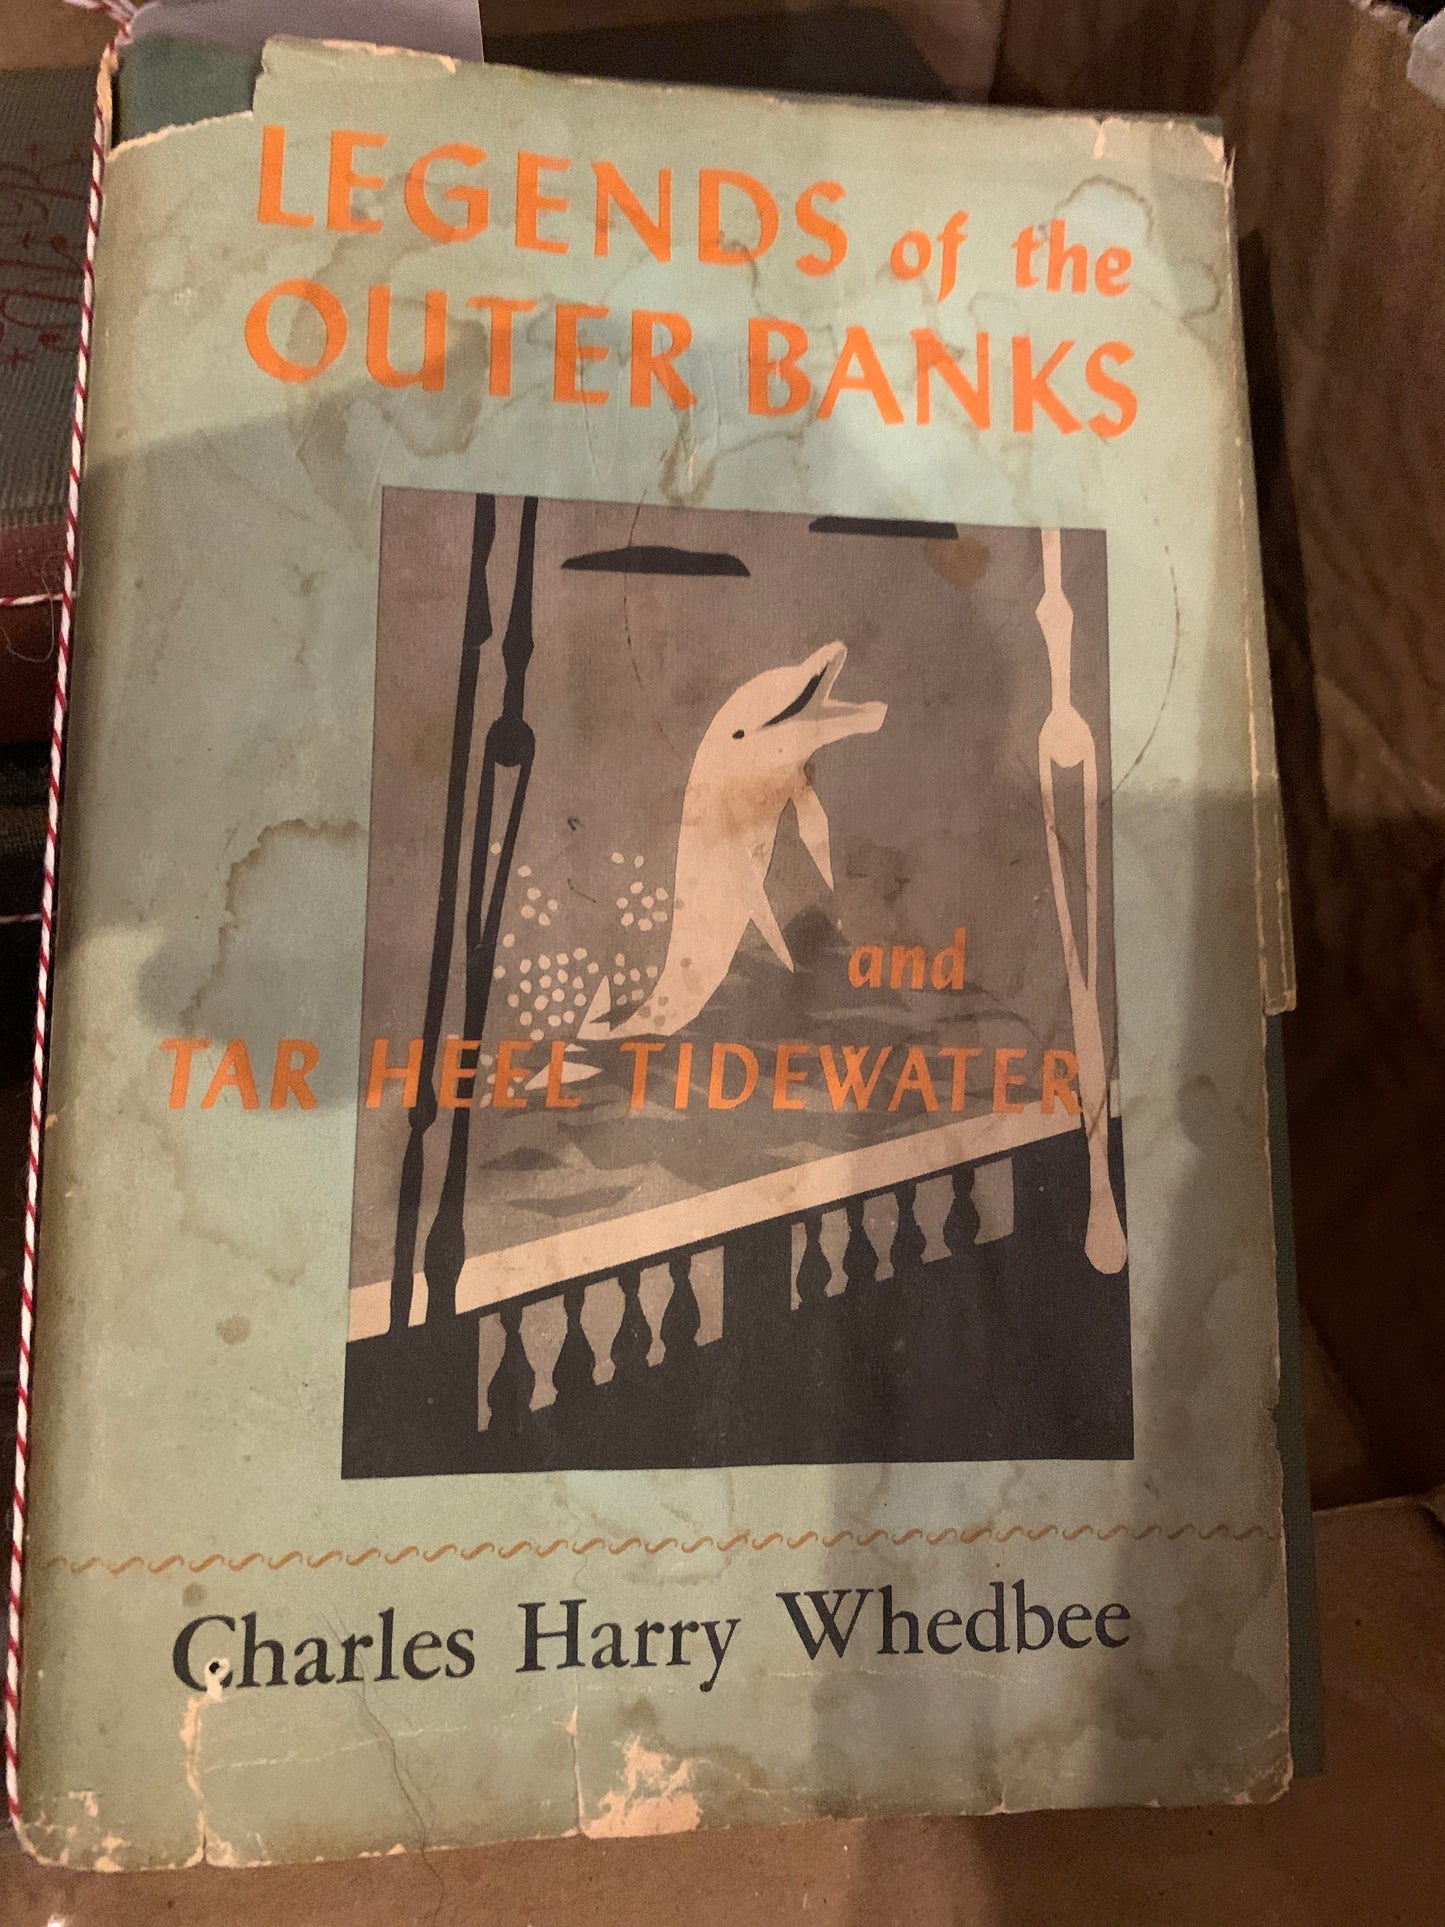 LEGENDS of the
OUTER BANKS
and
TAR HEEL TIDEWATER
Charles Harry Whedbee